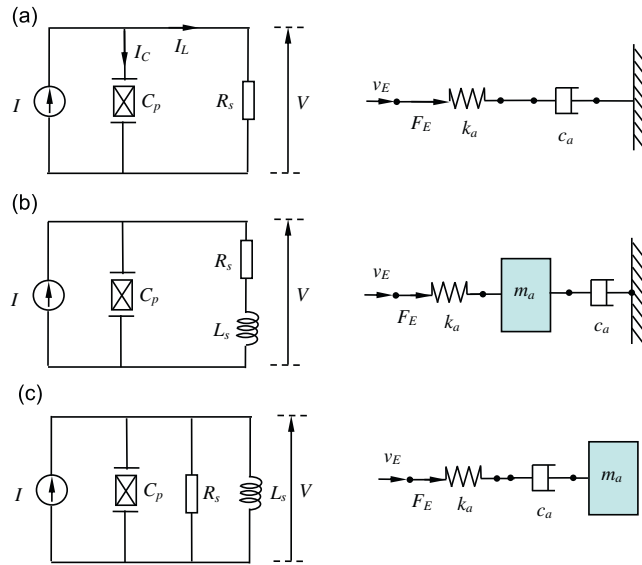 (a)
I
I_C
I_L
C_p
R_s
V
v_E
F_E
k_a
c_a
(b)
I
C_p
R_s
L_s
V
v_E
F_E
k_a
m_a
c_a
(c)
I
C_p
R_s
L_s
V
v_E
F_E
k_a
c_a
m_a